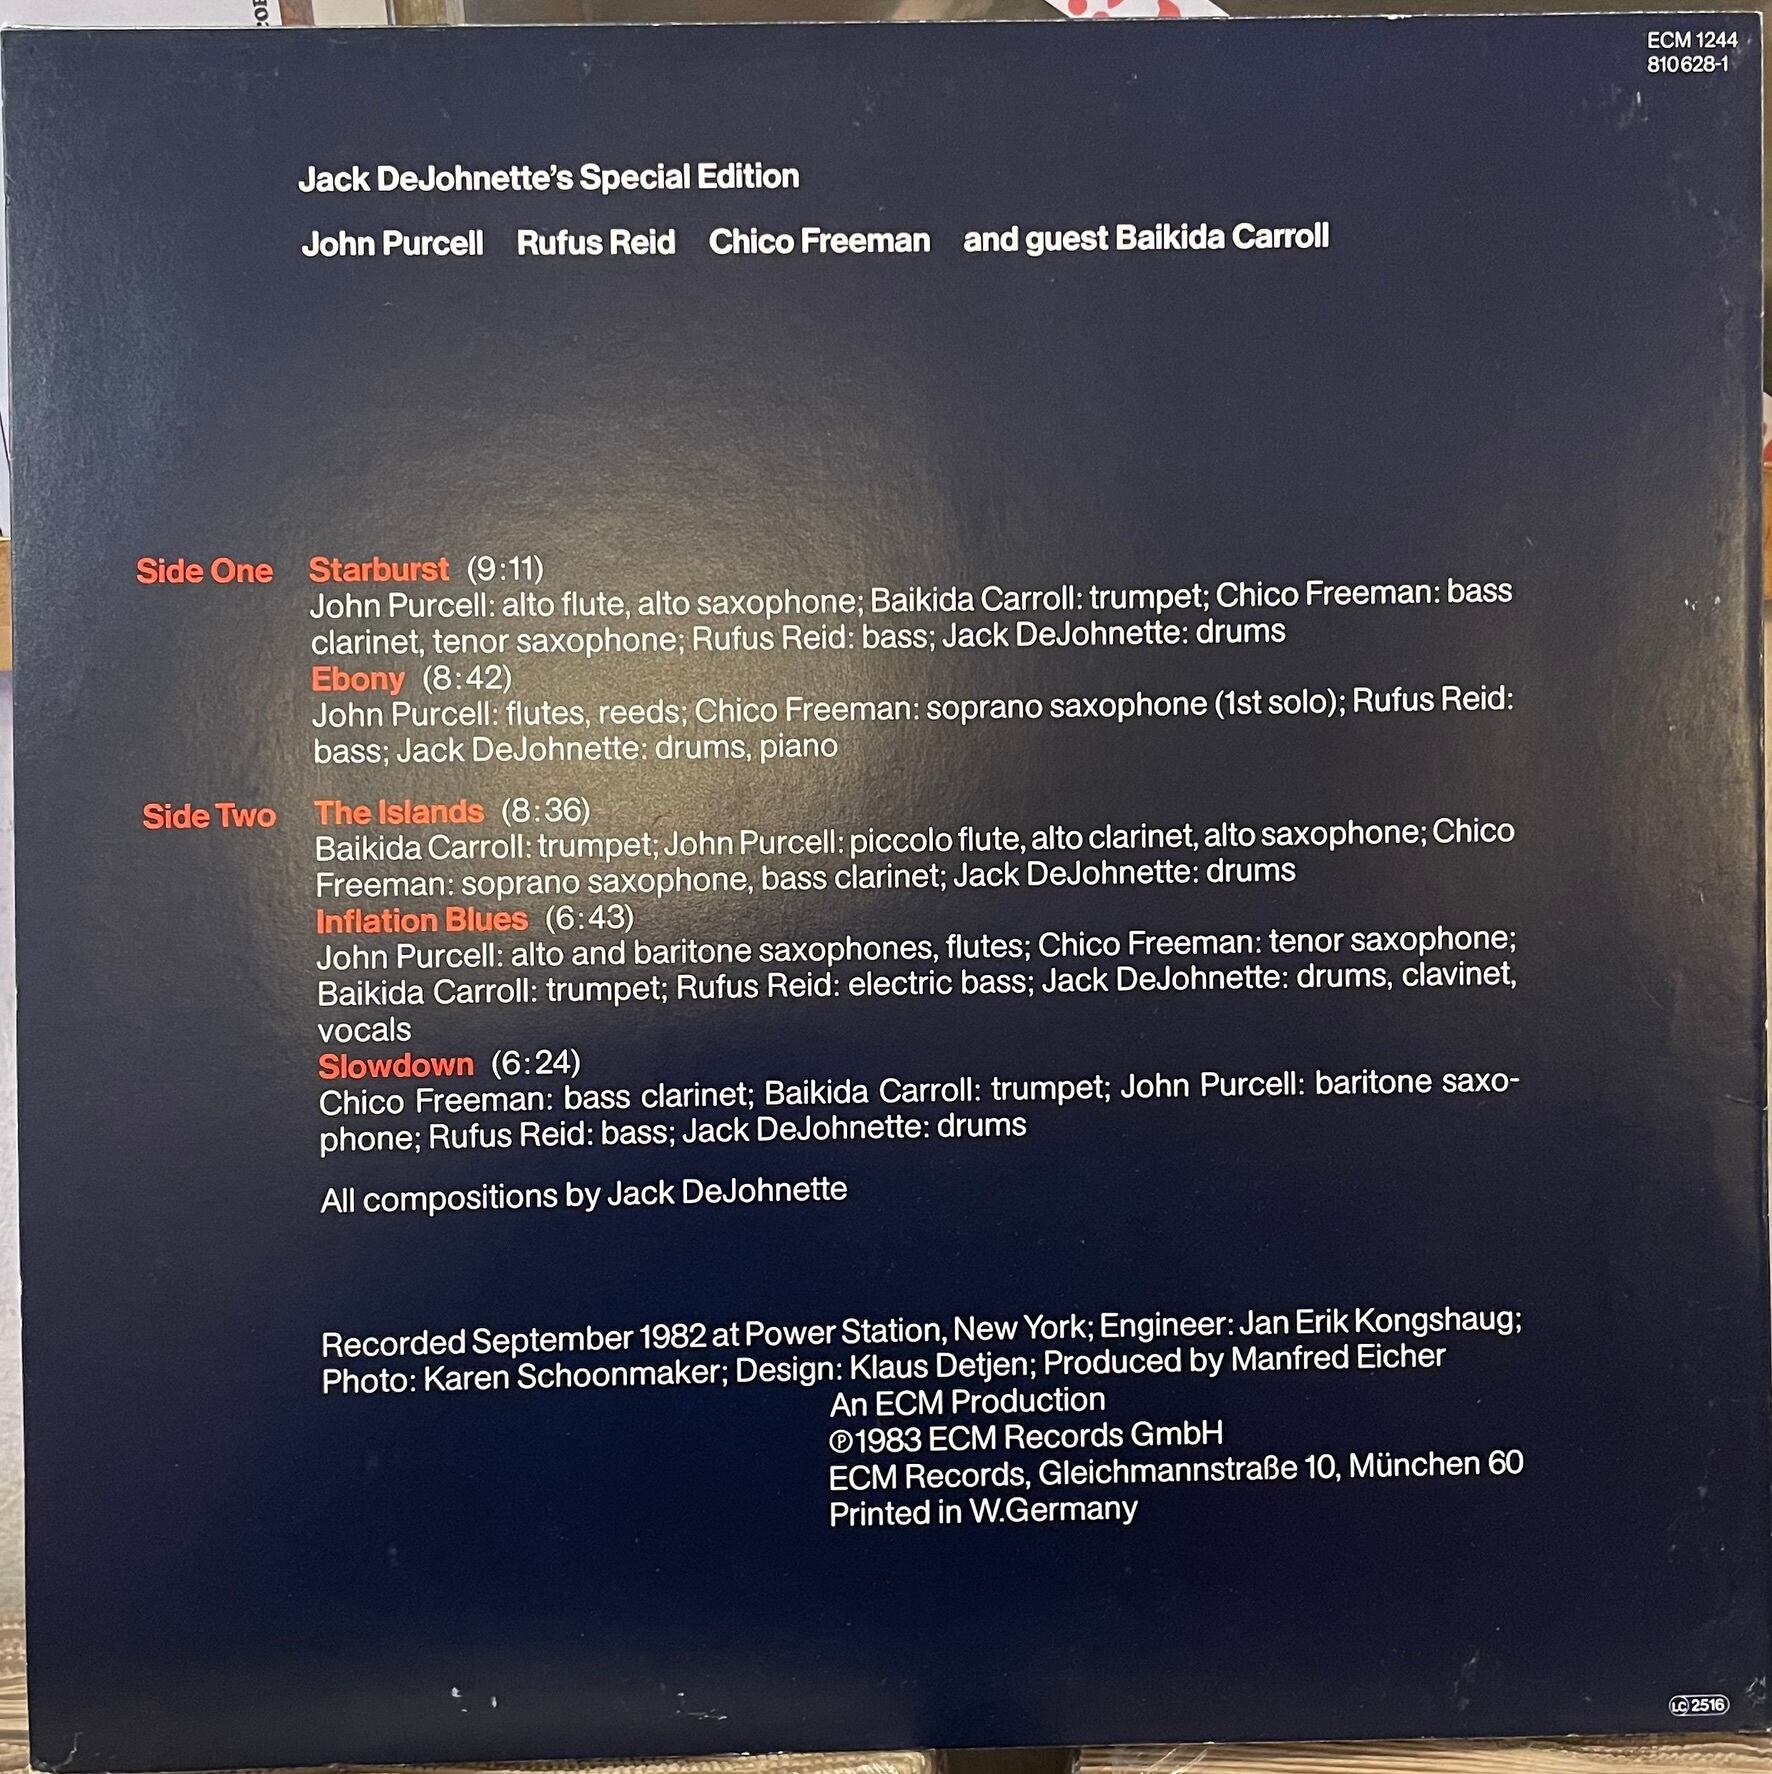 ECM 1244
810628-1
Jack DeJohnette's Special Edition
John Purcell Rufus Reid Chico Freeman and guest Baikida Carroll
Side One Starburst (9:11)
John Purcell: alto flute, alto saxophone; Baikida Carroll: trumpet; Chico Freeman: bass
clarinet, tenor saxophone; Rufus Reid: bass; Jack DeJohnette: drums
Ebony (8:42)
John Purcell: flutes, reeds; Chico Freeman: soprano saxophone (1st solo); Rufus Reid:
bass; Jack DeJohnette: drums, piano
Side Two The Islands (8:36)
Baikida Carroll: trumpet; John Purcell: piccolo flute, alto clarinet, alto saxophone; Chico
Freeman: soprano saxophone, bass clarinet; Jack DeJohnette: drums
Inflation Blues (6:43)
John Purcell: alto and baritone saxophones, flutes; Chico Freeman: tenor saxophone;
Baikida Carroll: trumpet; Rufus Reid: electric bass; Jack DeJohnette: drums, clavinet,
vocals
Slowdown (6:24)
Chico Freeman: bass clarinet; Baikida Carroll: trumpet; John Purcell: baritone saxo-
phone; Rufus Reid: bass; Jack DeJohnette: drums
All compositions by Jack DeJohnette
Recorded September 1982 at Power Station, New York; Engineer: Jan Erik Kongshaug;
Photo: Karen Schoonmaker; Design: Klaus Detjen; Produced by Manfred Eicher
An ECM Production
℗1983 ECM Records GmbH
ECM Records, Gleichmannstraße 10, München 60
Printed in W.Germany
LC 2516